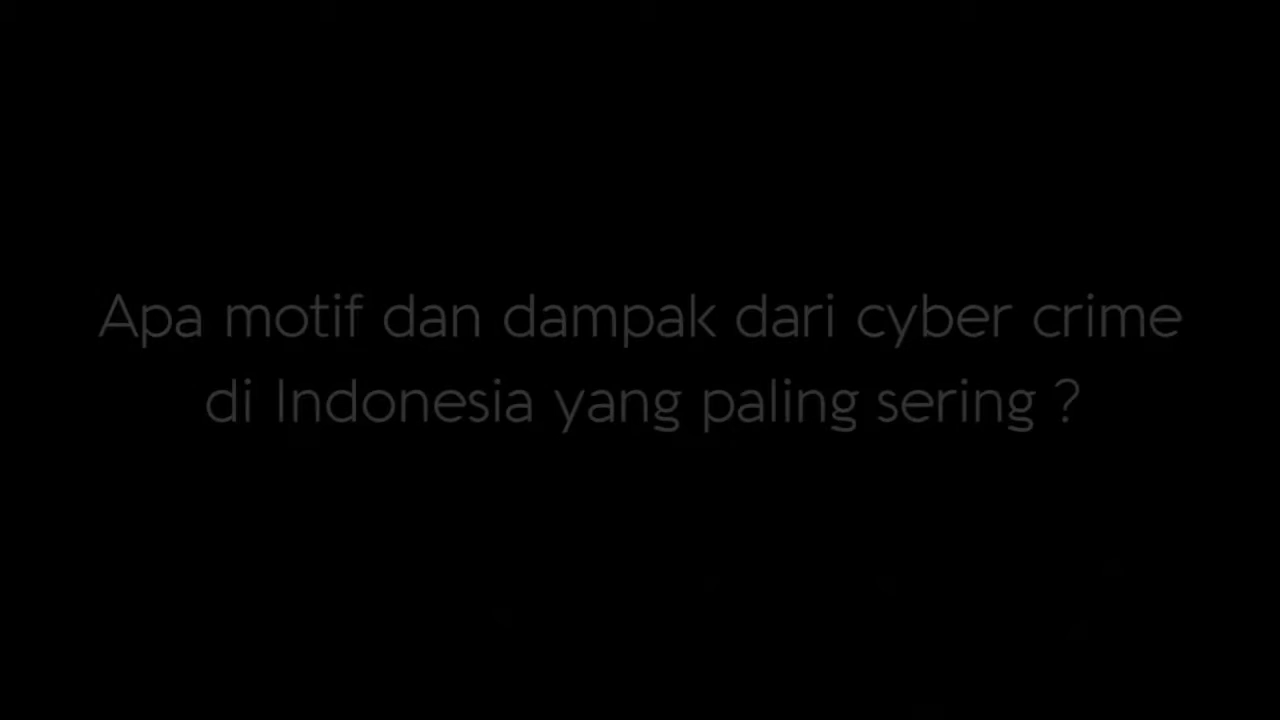 Apa motif dan dampak dari cyber crime
di Indonesia yang paling sering ?